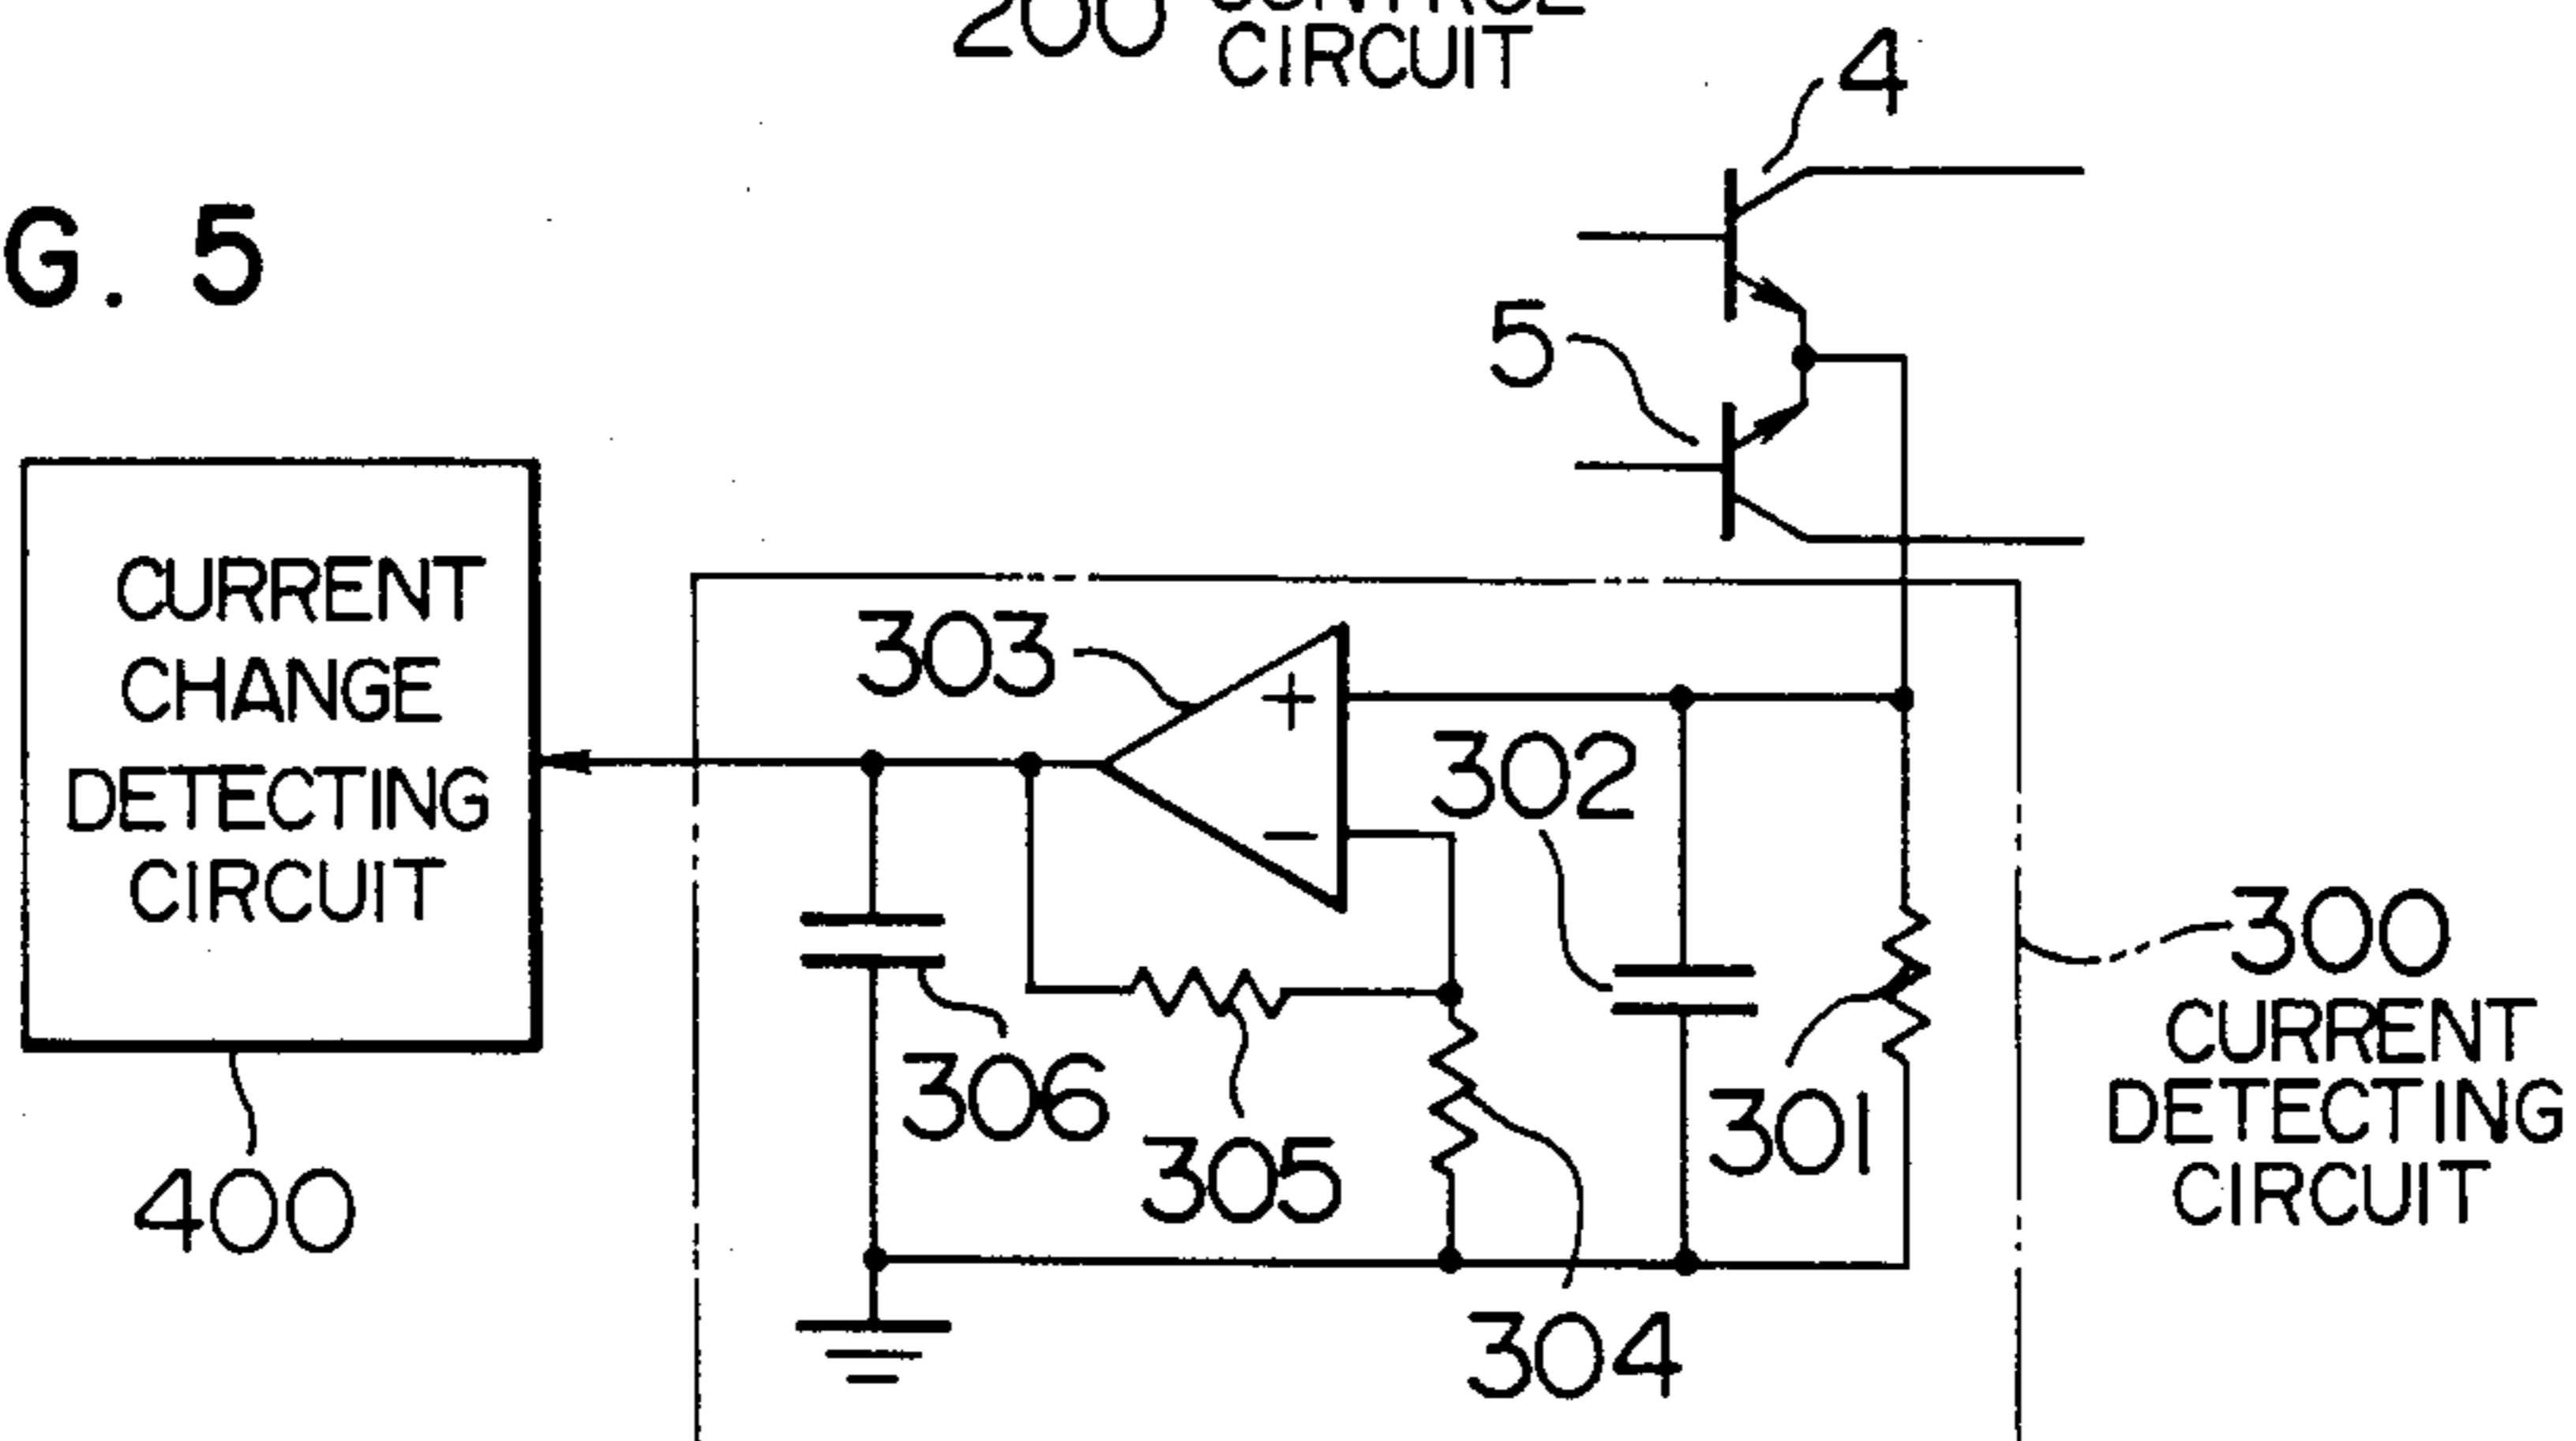 200
CIRCUIT
4
G. 5
5
CURRENT
CHANGE
DETECTING
CIRCUIT
400
303
+
−
302
306
305
301
304
300
CURRENT
DETECTING
CIRCUIT